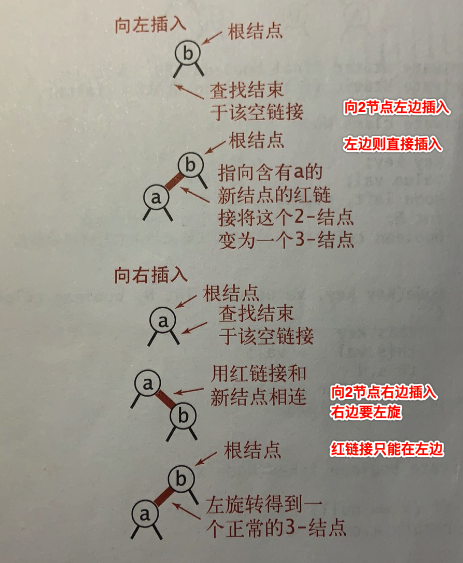 向左插入
根结点
b
查找结束
于该空链接
向2节点左边插入
左边则直接插入
根结点
b
a
指向含有a的
新结点的红链
接将这个2-结点
变为一个3-结点
向右插入
根结点
a
查找结束
于该空链接
a
用红链接和
新结点相连
b
向2节点右边插入
右边要左旋
红链接只能在左边
根结点
b
a
左旋转得到一
个正常的3-结点